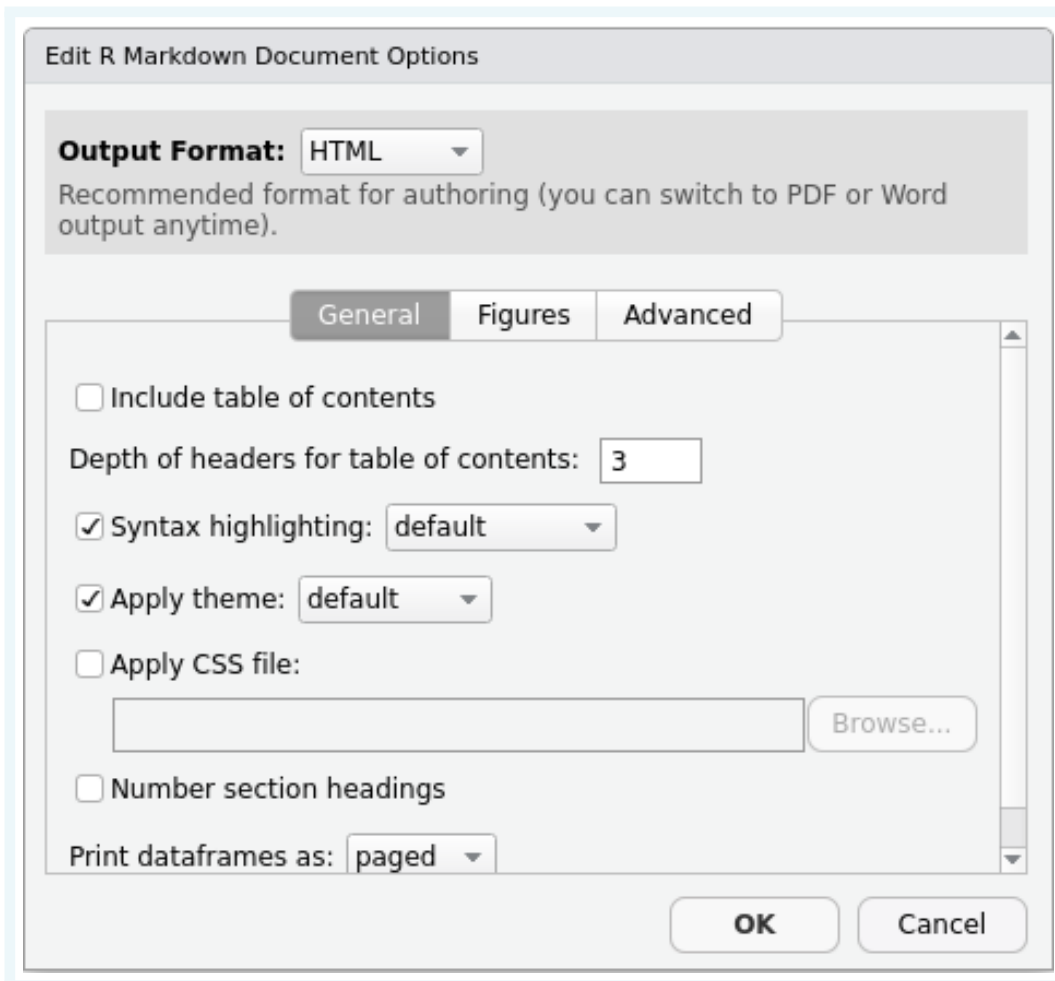 Edit R Markdown Document Options
Output Format: HTML
Recommended format for authoring (you can switch to PDF or Word
output anytime).
General Figures Advanced
Include table of contents
Depth of headers for table of contents: 3
Syntax highlighting: default
Apply theme: default
Apply CSS file:
Browse...
Number section headings
Print dataframes as: paged
OK Cancel